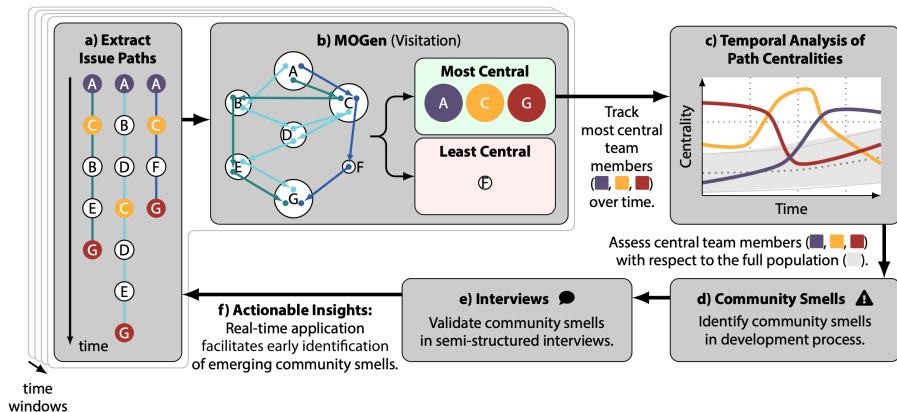 a) Extract
Issue Paths
A A A
C B C
B D F
E C G
G D
E
G
time
time
windows
b) MOGen (Visitation)
A
B C
D
E F
G
Most Central
A C G
Least Central
F
Track
most central
team
members
( , , )
over time.
c) Temporal Analysis of
Path Centralities
Centrality
Time
Assess central team members ( , , )
with respect to the full population ( ).
d) Community Smells
Identify community smells
in development process.
e) Interviews
Validate community smells
in semi-structured interviews.
f) Actionable Insights:
Real-time application
facilitates early identification
of emerging community smells.